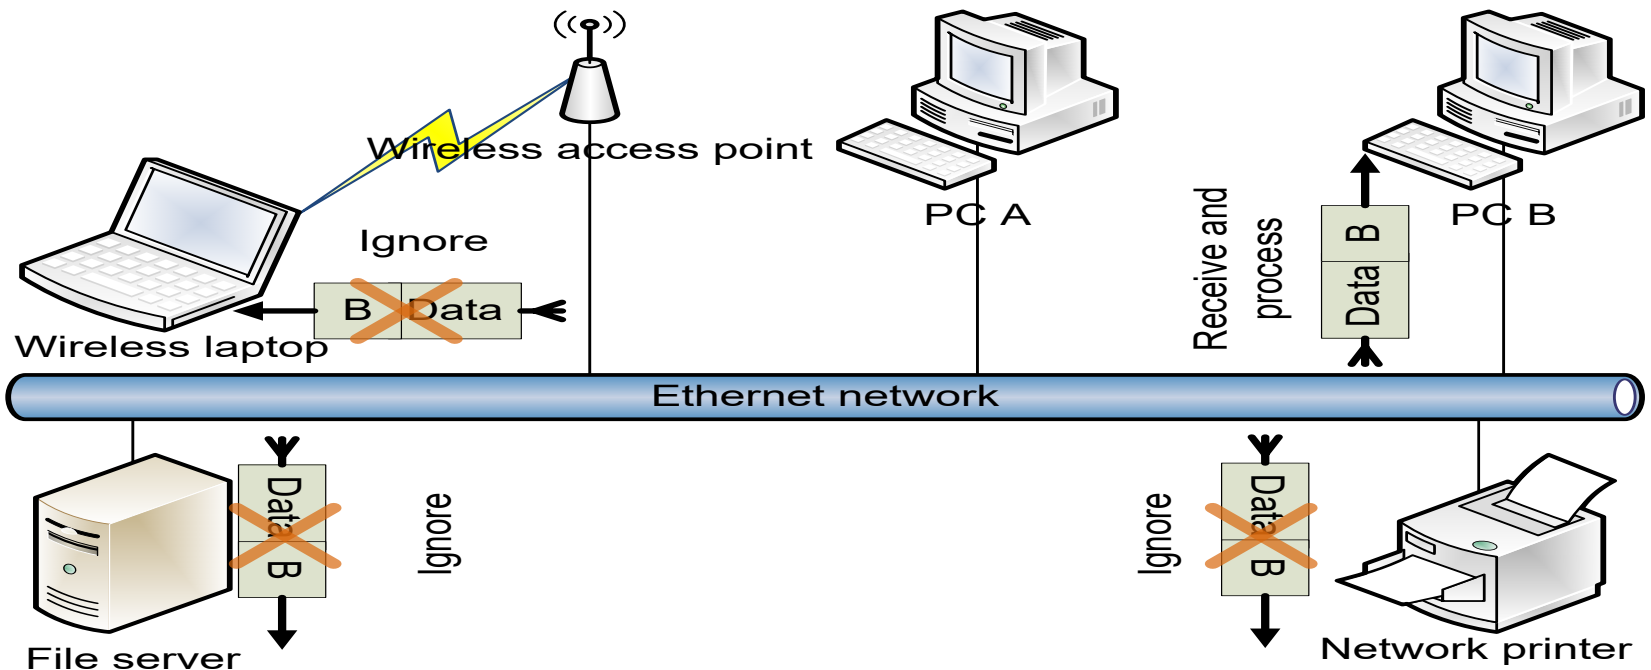 Wireless access point
PC A
PC B
Ignore
B Data
Wireless laptop
Receive and
process
Data B
Ethernet network
Data B
Ignore
Ignore
Data B
File server
Network printer